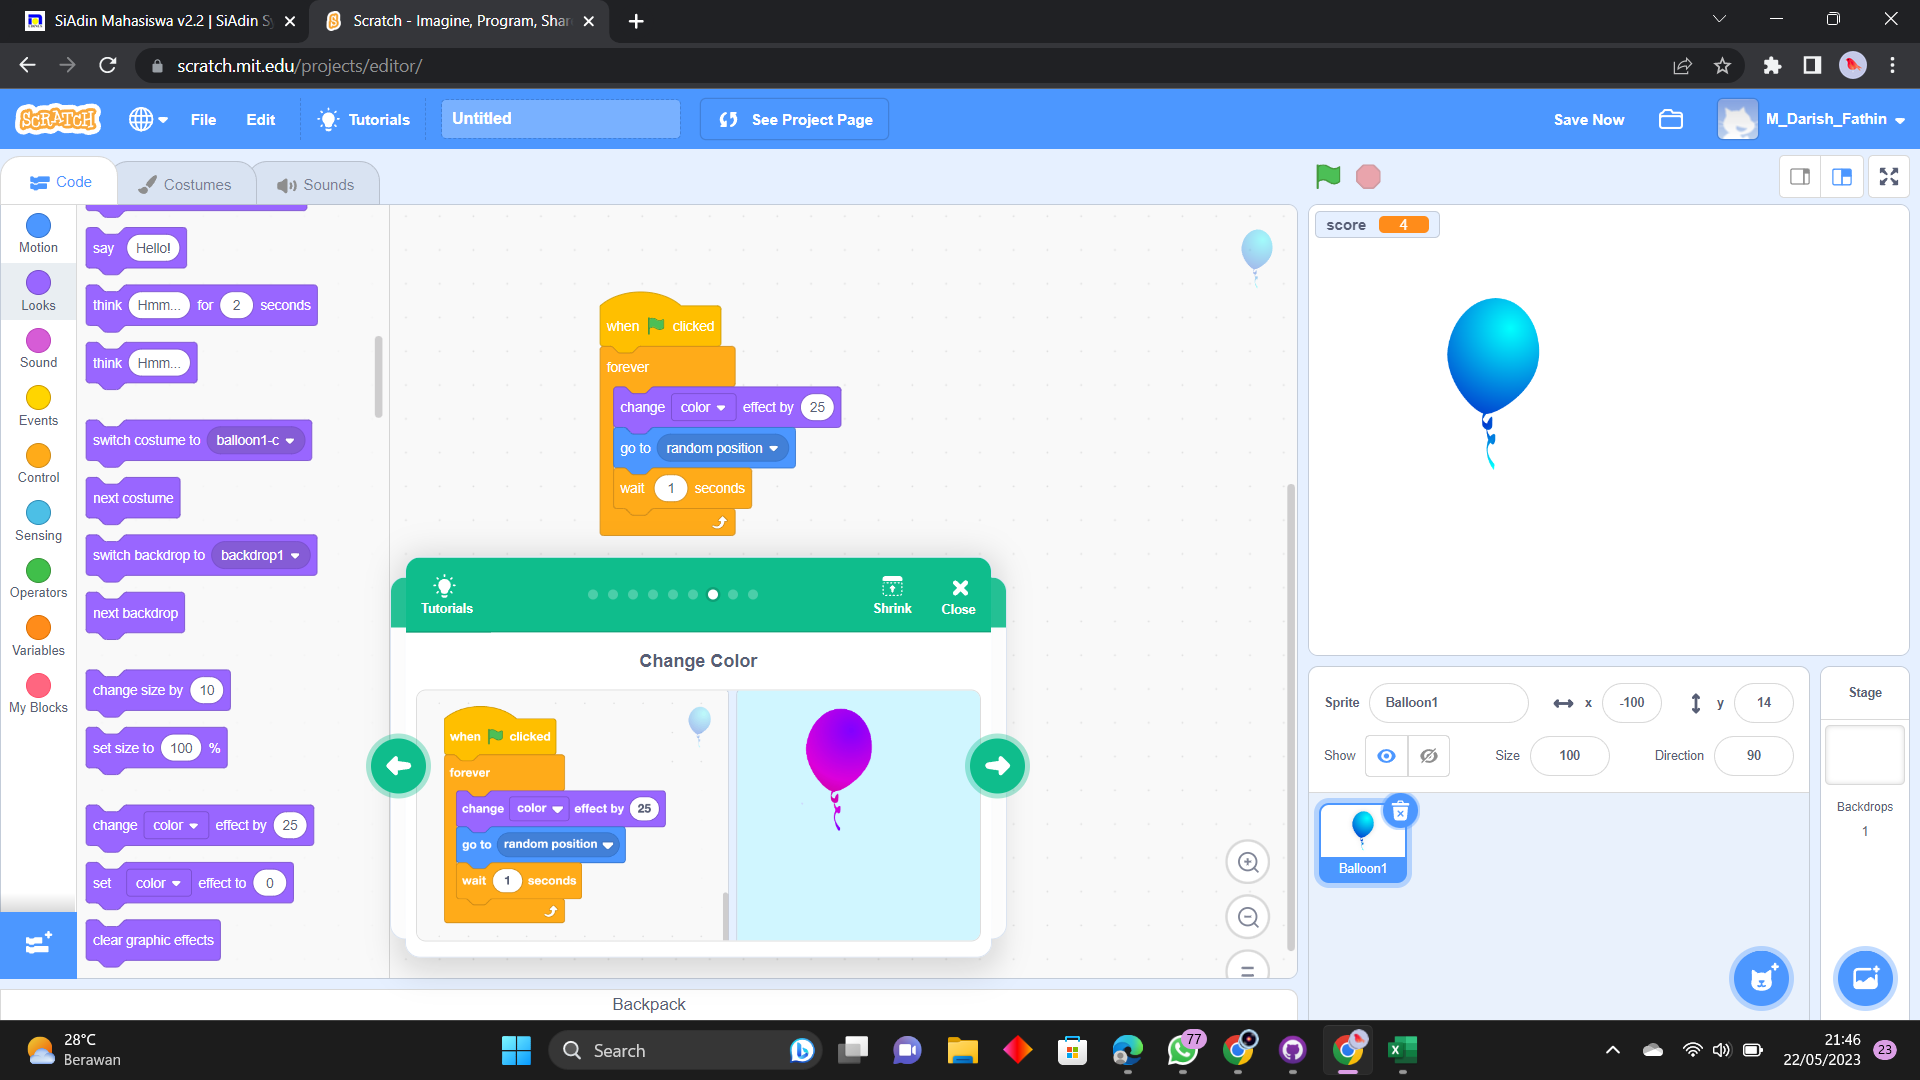 SiAdin Mahasiswa v2.2 | SiAdin S
Scratch - Imagine, Program, Shar
scratch.mit.edu/projects/editor/
SCRATCH
File
Edit
Tutorials
Untitled
See Project Page
Save Now
M_Darish_Fathin
Code
Costumes
Sounds
Motion
Looks
Sound
Events
Control
Sensing
Operators
Variables
My Blocks
say Hello!
think Hmm... for 2 seconds
think Hmm...
switch costume to balloon1-c
next costume
switch backdrop to backdrop1
next backdrop
change size by 10
set size to 100 %
change color effect by 25
set color effect to 0
clear graphic effects
when clicked
forever
change color effect by 25
go to random position
wait 1 seconds
Tutorials
Shrink
Close
Change Color
when clicked
forever
change color effect by 25
go to random position
wait 1 seconds
score 4
Sprite Balloon1 x -100 y 14
Show Size 100 Direction 90
Balloon1
Stage
Backdrops
1
Backpack
28°C
Berawan
Search
77
21:46
22/05/2023
23